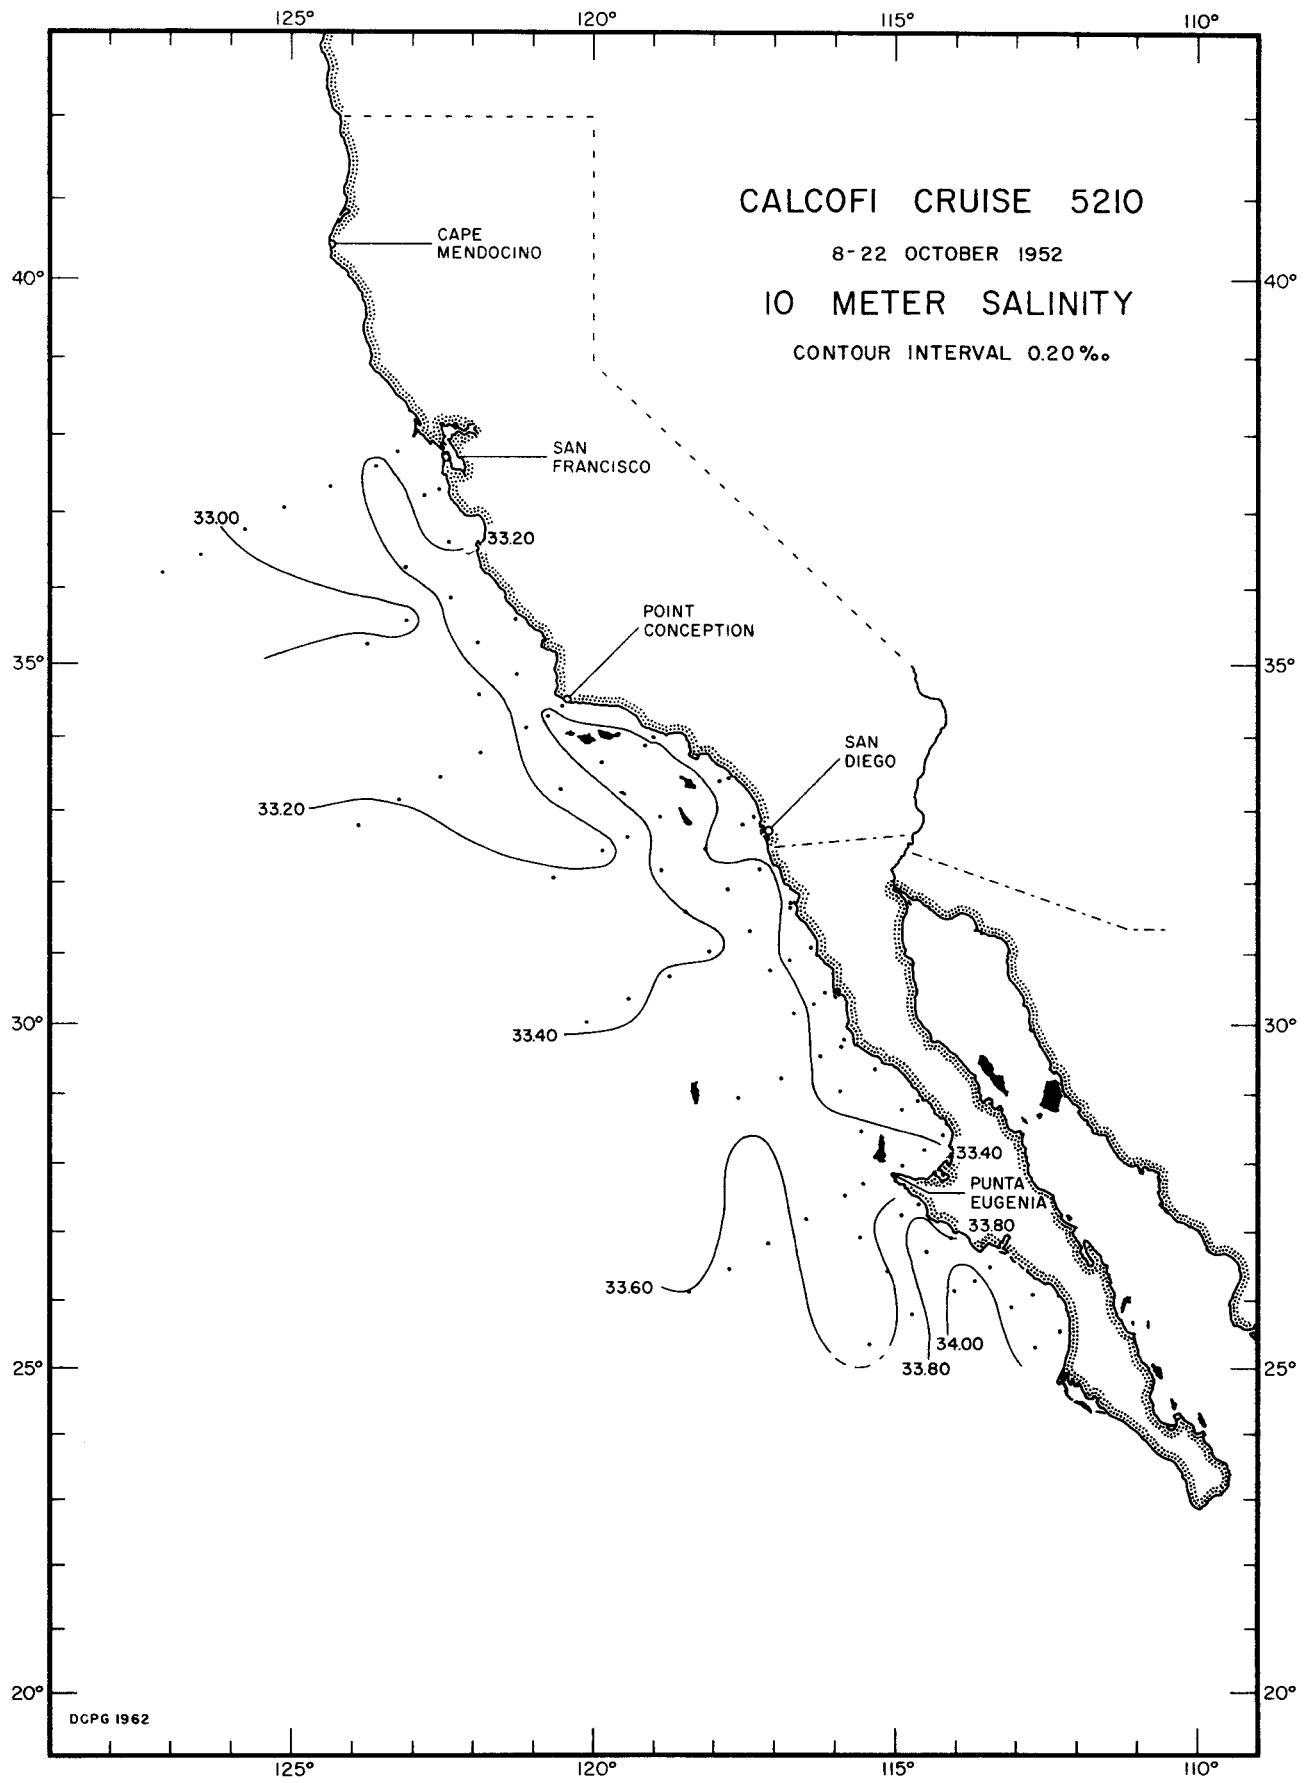 125° 120° 115° 110°
CALCOFI CRUISE 5210
8-22 OCTOBER 1952
10 METER SALINITY
CONTOUR INTERVAL 0.20‰
CAPE
MENDOCINO
40° 40°
SAN
FRANCISCO
33.00
33.20
POINT
CONCEPTION
35° 35°
SAN
DIEGO
33.20
30° 30°
33.40
33.40
PUNTA
EUGENIA
33.80
33.60
34.00
33.80
25° 25°
20° 20°
DCPG 1962
125° 120° 115° 110°